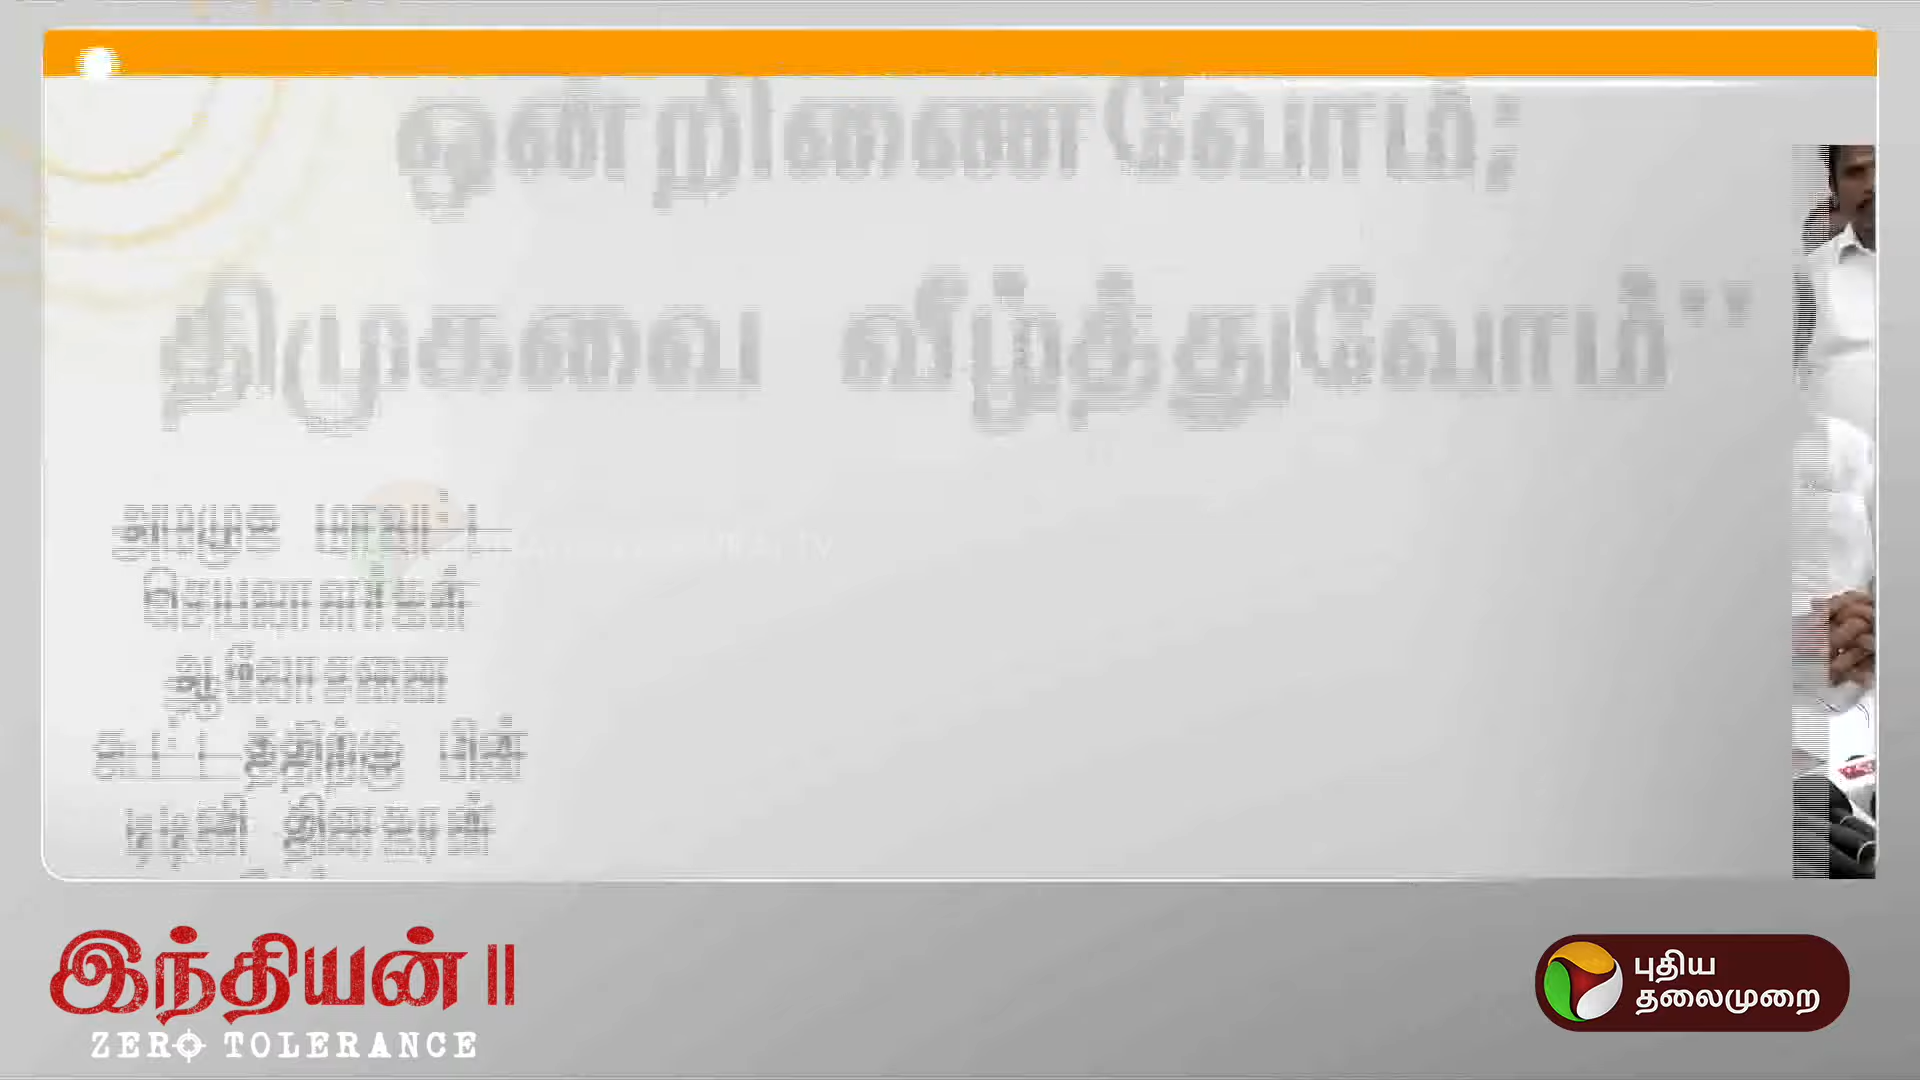 ஒன்றிணைவோம்;
திமுகவை வீழ்த்துவோம்"
அமமுக மாவட்ட
செயலாளர்கள்
ஆலோசனை
கூட்டத்திற்கு பின்
டிடிவி தினகரன்
இந்தியன் II
ZERO TOLERANCE
புதிய
தலைமுறை